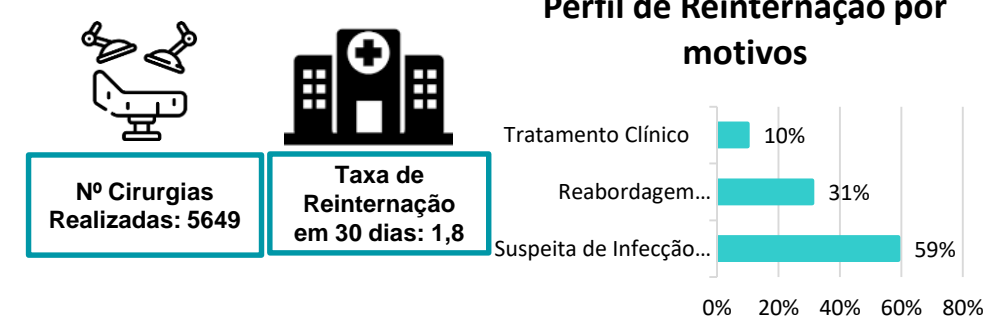 Nº Cirurgias
Realizadas: 5649
Taxa de
Reinternação
em 30 dias: 1,8
Perfil de Reinternação por
motivos
Tratamento Clínico
10%
Reabordagem...
31%
Suspeita de Infecção...
59%
0% 20% 40% 60% 80%